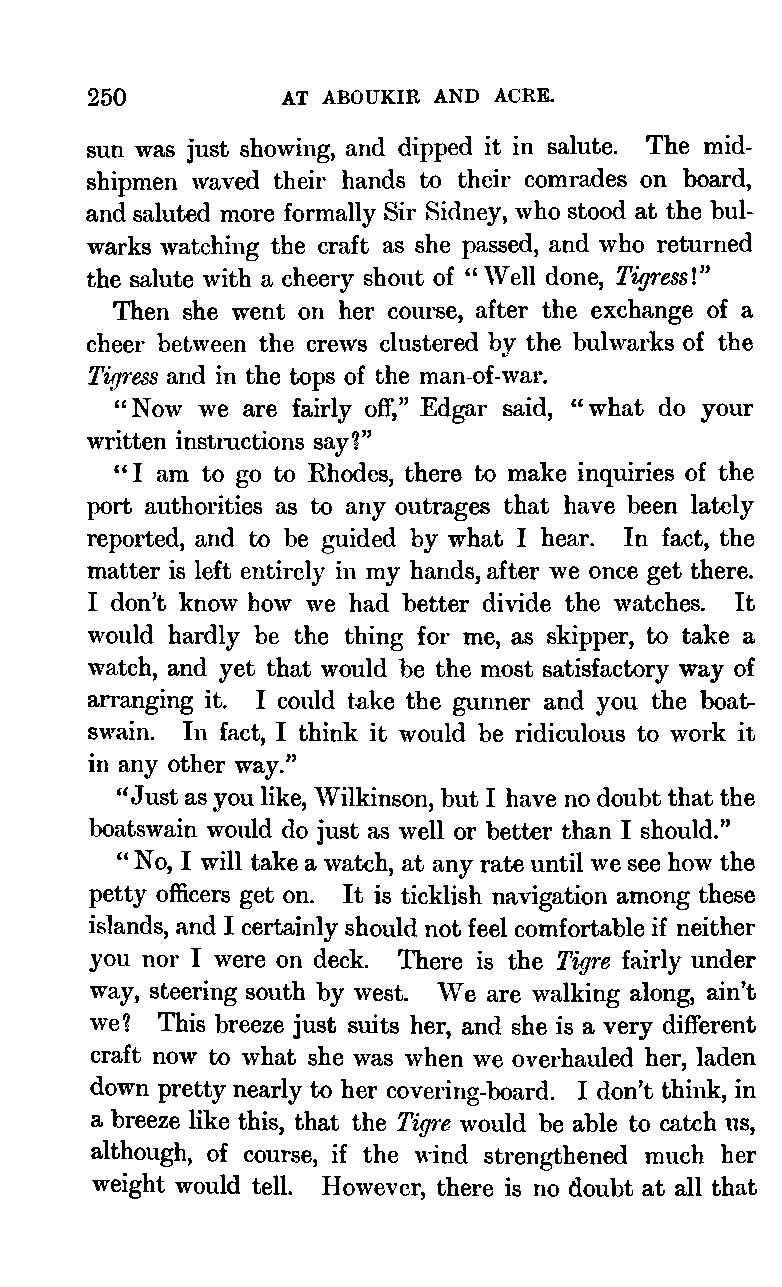 250 AT ABOUKIR AND ACRE.
sun was just showing, and dipped it in salute. The mid-
shipmen waved their hands to their comrades on board,
and saluted more formally Sir Sidney, who stood at the bul-
warks watching the craft as she passed, and who returned
the salute with a cheery shout of “Well done, Tigress!”
Then she went on her course, after the exchange of a
cheer between the crews clustered by the bulwarks of the
Tigress and in the tops of the man-of-war.
“Now we are fairly off,” Edgar said, “what do your
written instructions say?”
“I am to go to Rhodes, there to make inquiries of the
port authorities as to any outrages that have been lately
reported, and to be guided by what I hear. In fact, the
matter is left entirely in my hands, after we once get there.
I don't know how we had better divide the watches. It
would hardly be the thing for me, as skipper, to take a
watch, and yet that would be the most satisfactory way of
arranging it. I could take the gunner and you the boat-
swain. In fact, I think it would be ridiculous to work it
in any other way.”
“Just as you like, Wilkinson, but I have no doubt that the
boatswain would do just as well or better than I should.”
“No, I will take a watch, at any rate until we see how the
petty officers get on. It is ticklish navigation among these
islands, and I certainly should not feel comfortable if neither
you nor I were on deck. There is the Tigre fairly under
way, steering south by west. We are walking along, ain't
we? This breeze just suits her, and she is a very different
craft now to what she was when we overhauled her, laden
down pretty nearly to her covering-board. I don't think, in
a breeze like this, that the Tigre would be able to catch us,
although, of course, if the wind strengthened much her
weight would tell. However, there is no doubt at all that